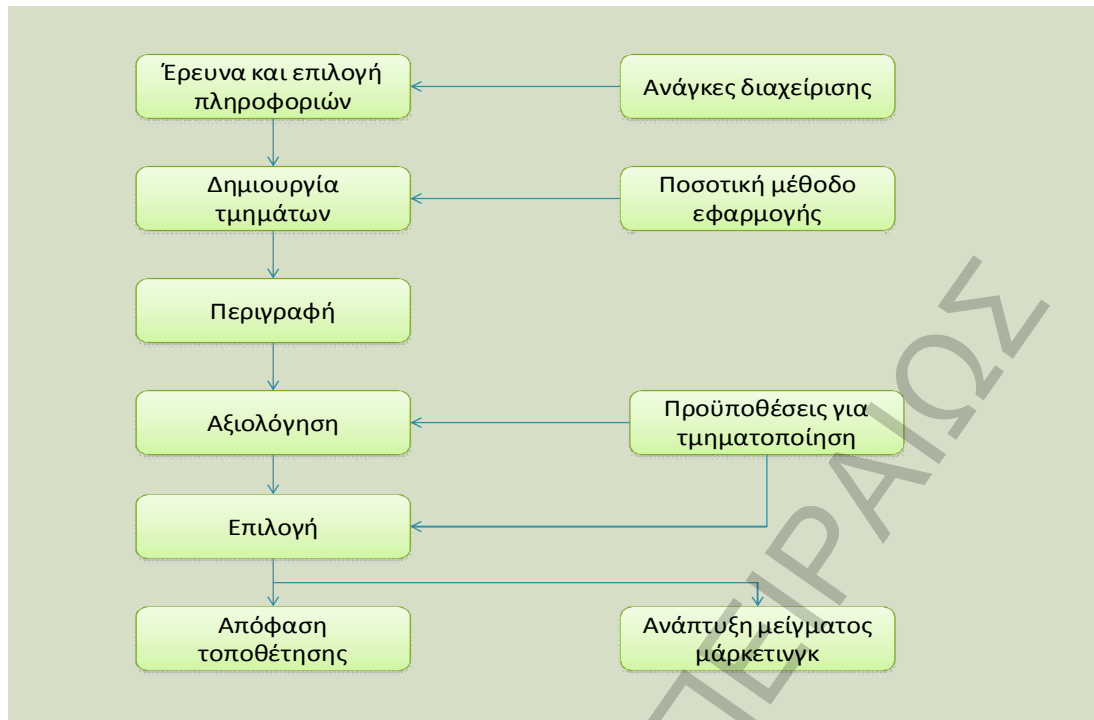 Έρευνα και επιλογή
πληροφοριών
Ανάγκες διαχείρισης
Δημιουργία
τμημάτων
Ποσοτική μέθοδο
εφαρμογής
Περιγραφή
Αξιολόγηση
Προϋποθέσεις για
τμηματοποίηση
Επιλογή
Απόφαση
τοποθέτησης
Ανάπτυξη μείγματος
μάρκετινγκ
ΠΕΙΡΑΙΩΣ